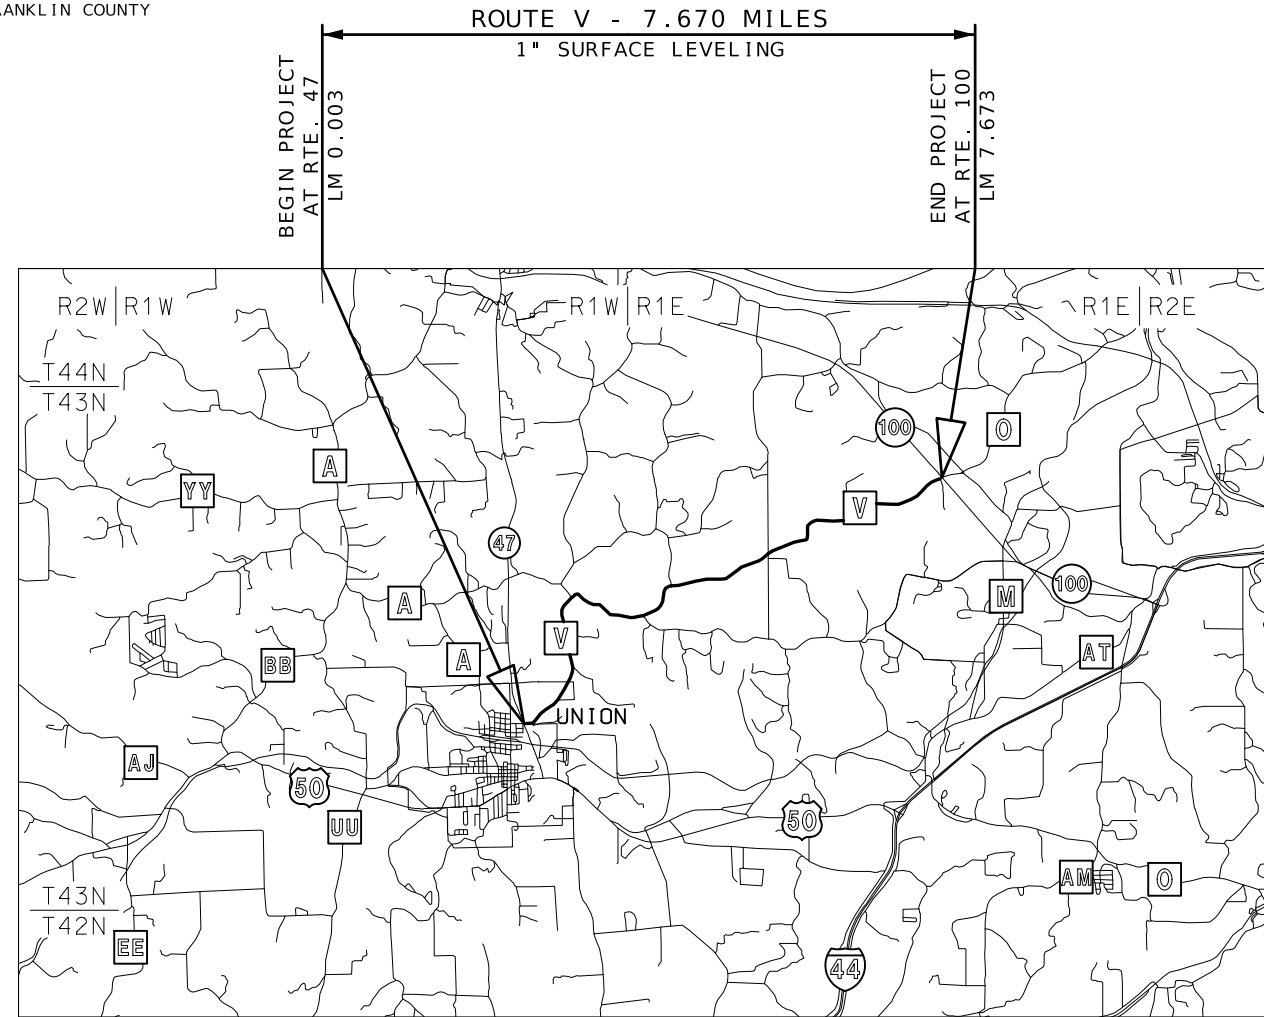 RANKLIN COUNTY
ROUTE V - 7.670 MILES
1" SURFACE LEVELING
BEGIN PROJECT
AT RTE. 47
LM 0.003
END PROJECT
AT RTE. 100
LM 7.673
R2W R1W
R1W R1E
R1E R2E
T44N
T43N
100
O
A
YY
V
47
100
A
M
V
A
BB
AT
UNION
AJ
50
50
UU
AM
O
T43N
T42N
EE
44